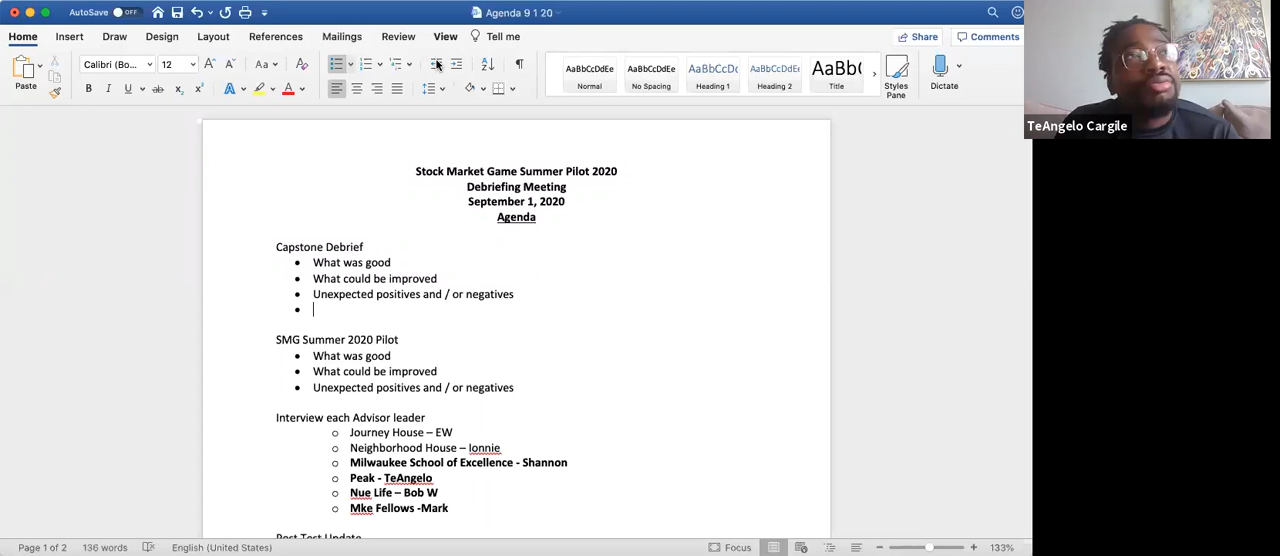 AutoSave OFF
Agenda 9 1 20
Home Insert Draw Design Layout References Mailings Review View Tell me
Share Comments
Paste
Calibri (Bo... 12
AaBbCcDdEe AaBbCcDdEe AaBbCcDc AaBbCcDdEe AaBb(
Normal No Spacing Heading 1 Heading 2 Title
Styles Pane
Dictate
TeAngelo Cargile
Stock Market Game Summer Pilot 2020
Debriefing Meeting
September 1, 2020
Agenda
Capstone Debrief
• What was good
• What could be improved
• Unexpected positives and / or negatives
•
SMG Summer 2020 Pilot
• What was good
• What could be improved
• Unexpected positives and / or negatives
Interview each Advisor leader
o Journey House – EW
o Neighborhood House – Ionnie
o Milwaukee School of Excellence - Shannon
o Peak - TeAngelo
o Nue Life – Bob W
o Mke Fellows -Mark
Post Test Update
Page 1 of 2 136 words English (United States) Focus 133%